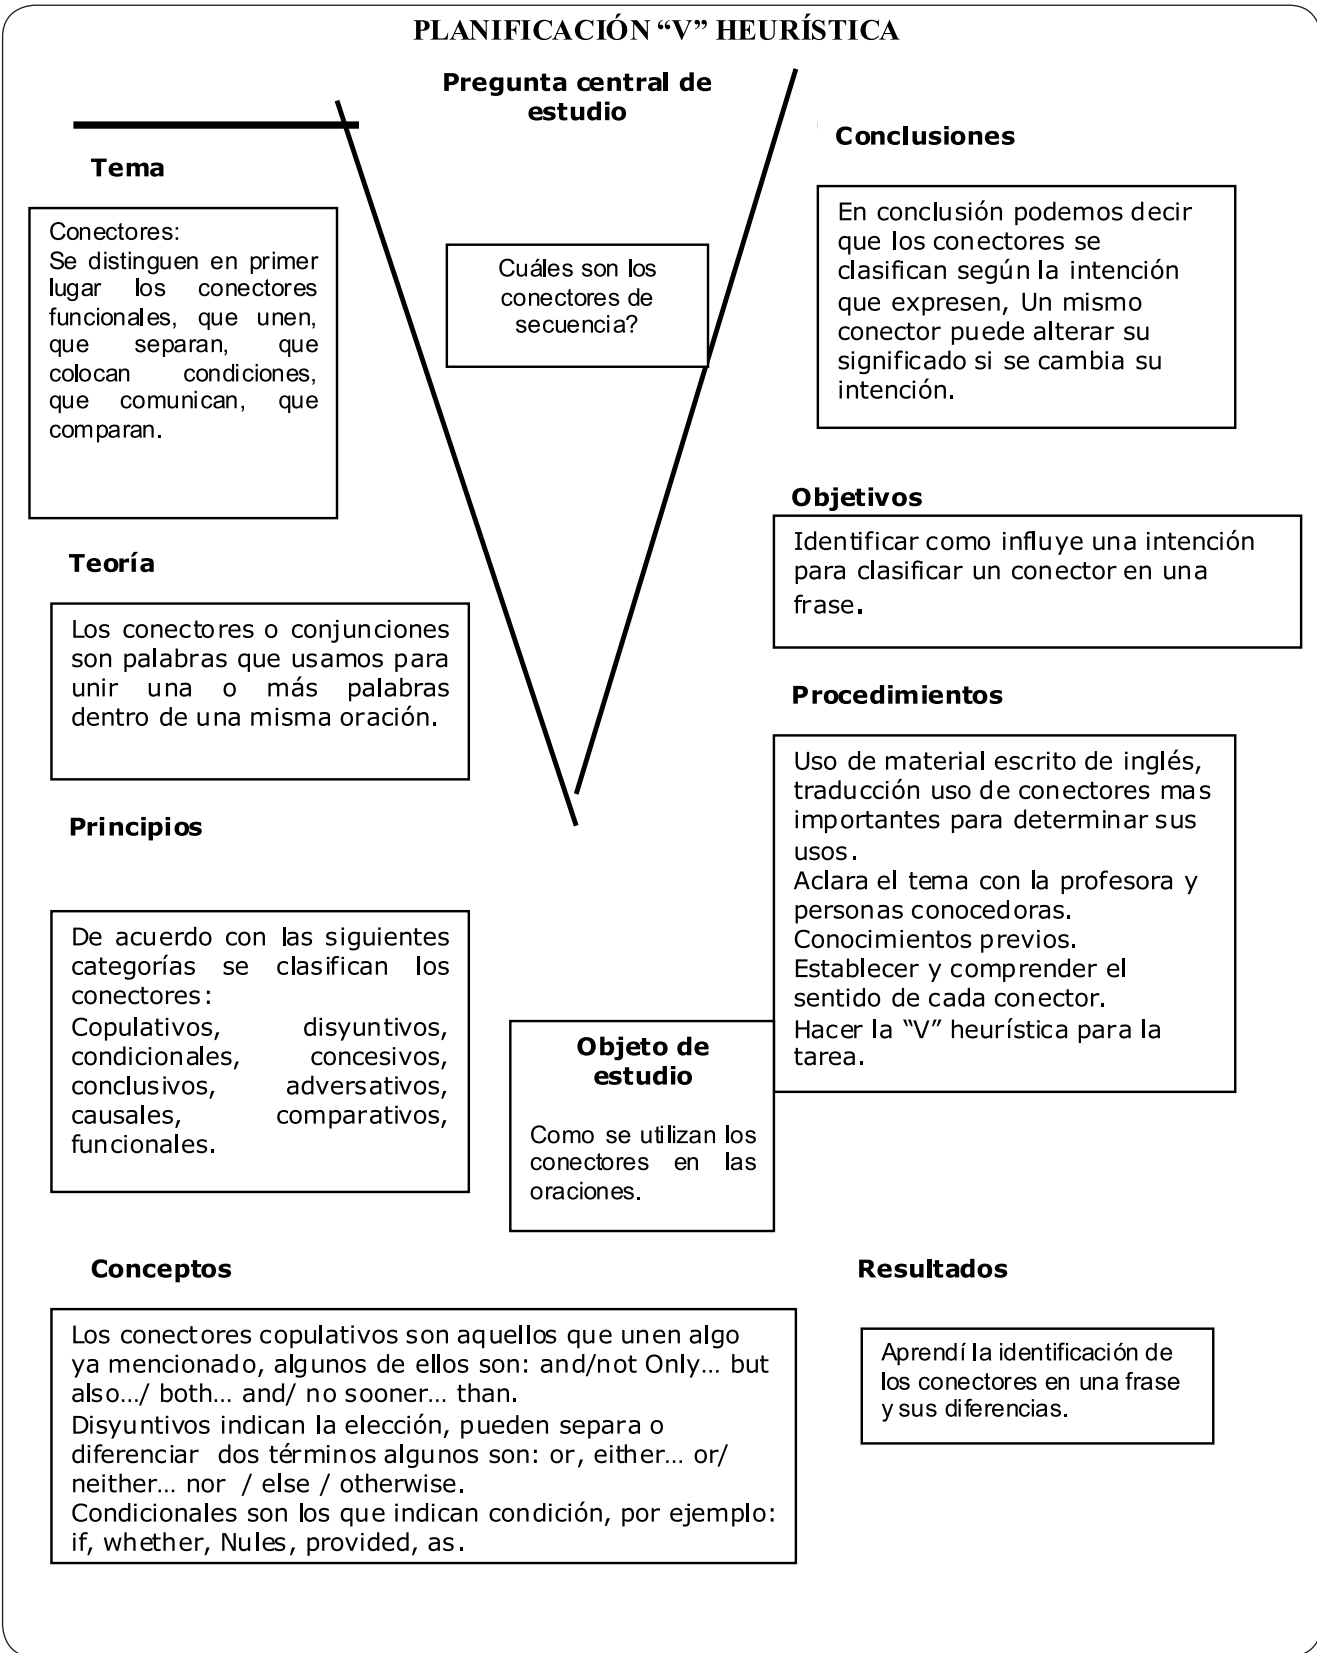 PLANIFICACIÓN “V” HEURÍSTICA
Pregunta central de
estudio
Cuáles son los
conectores de
secuencia?
Tema
Conectores:
Se distinguen en primer
lugar los conectores
funcionales, que unen,
que separan, que
colocan condiciones,
que comunican, que
comparan.
Teoría
Los conectores o conjunciones
son palabras que usamos para
unir una o más palabras
dentro de una misma oración.
Principios
De acuerdo con las siguientes
categorías se clasifican los
conectores:
Copulativos, disyuntivos,
condicionales, concesivos,
conclusivos, adversativos,
causales, comparativos,
funcionales.
Conceptos
Los conectores copulativos son aquellos que unen algo
ya mencionado, algunos de ellos son: and/not Only… but
also…/ both… and/ no sooner… than.
Disyuntivos indican la elección, pueden separa o
diferenciar dos términos algunos son: or, either… or/
neither… nor / else / otherwise.
Condicionales son los que indican condición, por ejemplo:
if, whether, Nules, provided, as.
Objeto de
estudio
Como se utilizan los
conectores en las
oraciones.
Conclusiones
En conclusión podemos decir
que los conectores se
clasifican según la intención
que expresen, Un mismo
conector puede alterar su
significado si se cambia su
intención.
Objetivos
Identificar como influye una intención
para clasificar un conector en una
frase.
Procedimientos
Uso de material escrito de inglés,
traducción uso de conectores mas
importantes para determinar sus
usos.
Aclara el tema con la profesora y
personas conocedoras.
Conocimientos previos.
Establecer y comprender el
sentido de cada conector.
Hacer la “V” heurística para la
tarea.
Resultados
Aprendí la identificación de
los conectores en una frase
y sus diferencias.